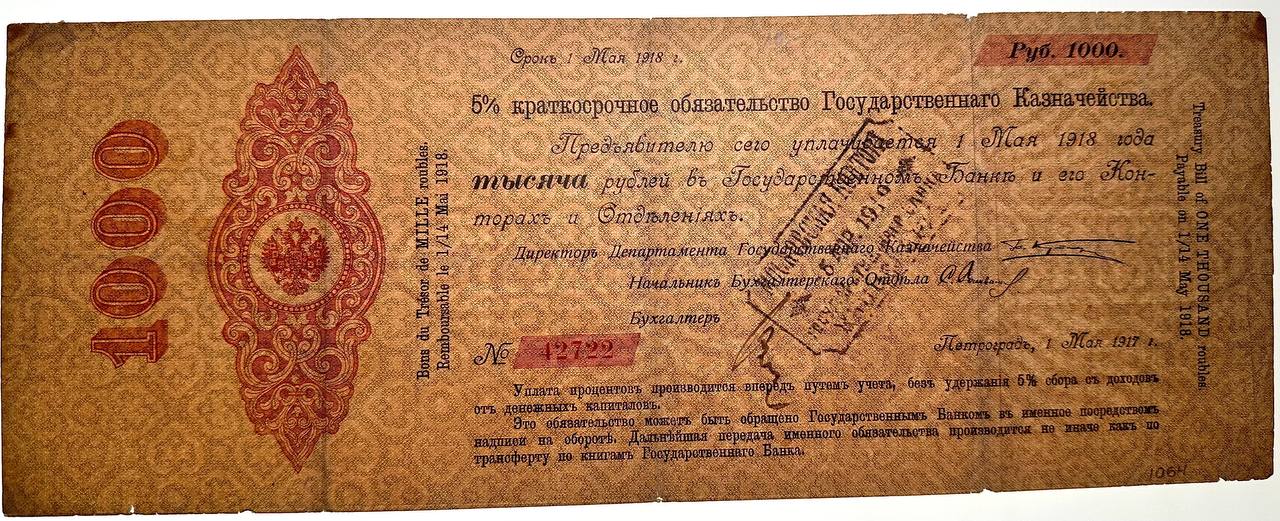 1000
Bons du Trésor de MILLE roubles.
Remboursable le 1/14 Mai 1918.
Срокъ 1 Мая 1918 г.
Руб. 1000.
5% краткосрочное обязательство Государственнаго Казначейства.
Предъявителю сего уплачивается 1 Мая 1918 года
тысяча рублей въ Государственномъ Банкѣ и его Кон-
торахъ и Отдѣленіяхъ.
Директоръ Департамента Государственнаго Казначейства
Начальникъ Бухгалтерскаго Отдѣла
Бухгалтеръ
№ 42722
Петроградъ, 1 Мая 1917 г.
Уплата процентовъ производится впередъ путемъ учета, безъ удержанія 5% сбора съ доходовъ
отъ денежныхъ капиталовъ.
Это обязательство можетъ быть обращено Государственнымъ Банкомъ въ именное посредствомъ
надписи на оборотѣ. Дальнѣйшая передача именного обязательства производится не иначе какъ по
трансферту по книгамъ Государственнаго Банка.
Treasury Bill of ONE THOUSAND roubles
Payable on 1/14 May 1918.
1064